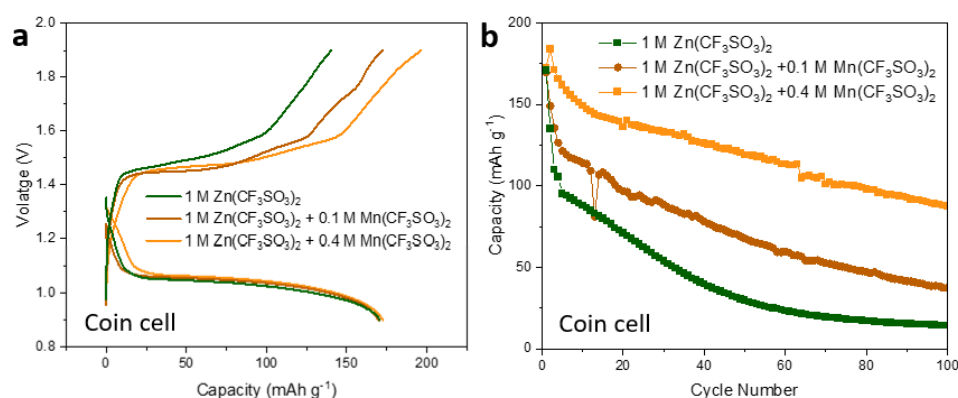 a
2.0
1.8
1.6
1.4
1.2
1.0
0.8
Volatge (V)
1 M Zn(CF₃SO₃)₂
1 M Zn(CF₃SO₃)₂ + 0.1 M Mn(CF₃SO₃)₂
1 M Zn(CF₃SO₃)₂ + 0.4 M Mn(CF₃SO₃)₂
Coin cell
0 50 100 150 200
Capacity (mAh g⁻¹)
b
200
150
100
50
0
Capacity (mAh g⁻¹)
1 M Zn(CF₃SO₃)₂
1 M Zn(CF₃SO₃)₂ +0.1 M Mn(CF₃SO₃)₂
1 M Zn(CF₃SO₃)₂ +0.4 M Mn(CF₃SO₃)₂
Coin cell
0 20 40 60 80 100
Cycle Number